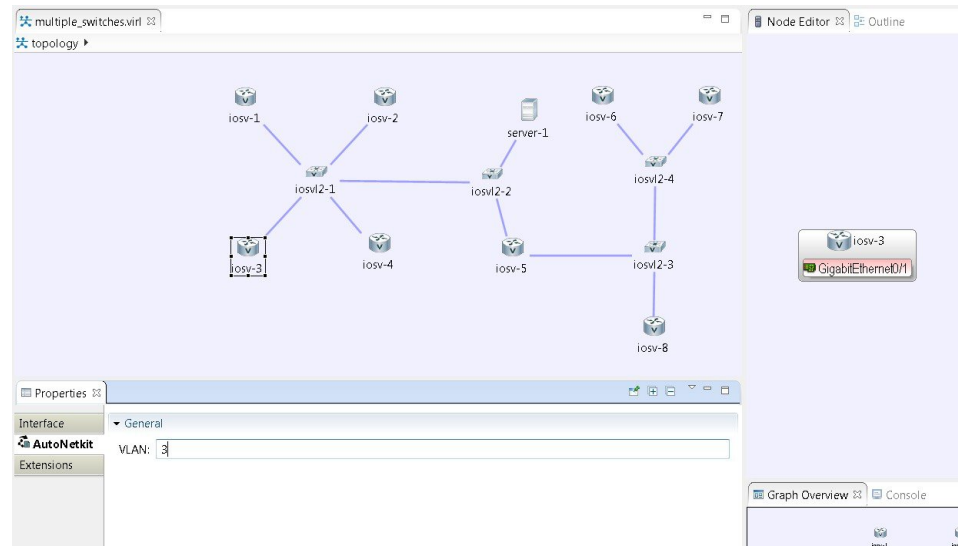 multiple_switches.virl
topology
iosv-1
iosv-2
server-1
iosv-6
iosv-7
iosvl2-1
iosvl2-2
iosvl2-4
iosv-3
iosv-4
iosv-5
iosvl2-3
iosv-8
Properties
Interface
AutoNetkit
Extensions
General
VLAN: 3
Node Editor
Outline
iosv-3
GigabitEthernet0/1
Graph Overview
Console